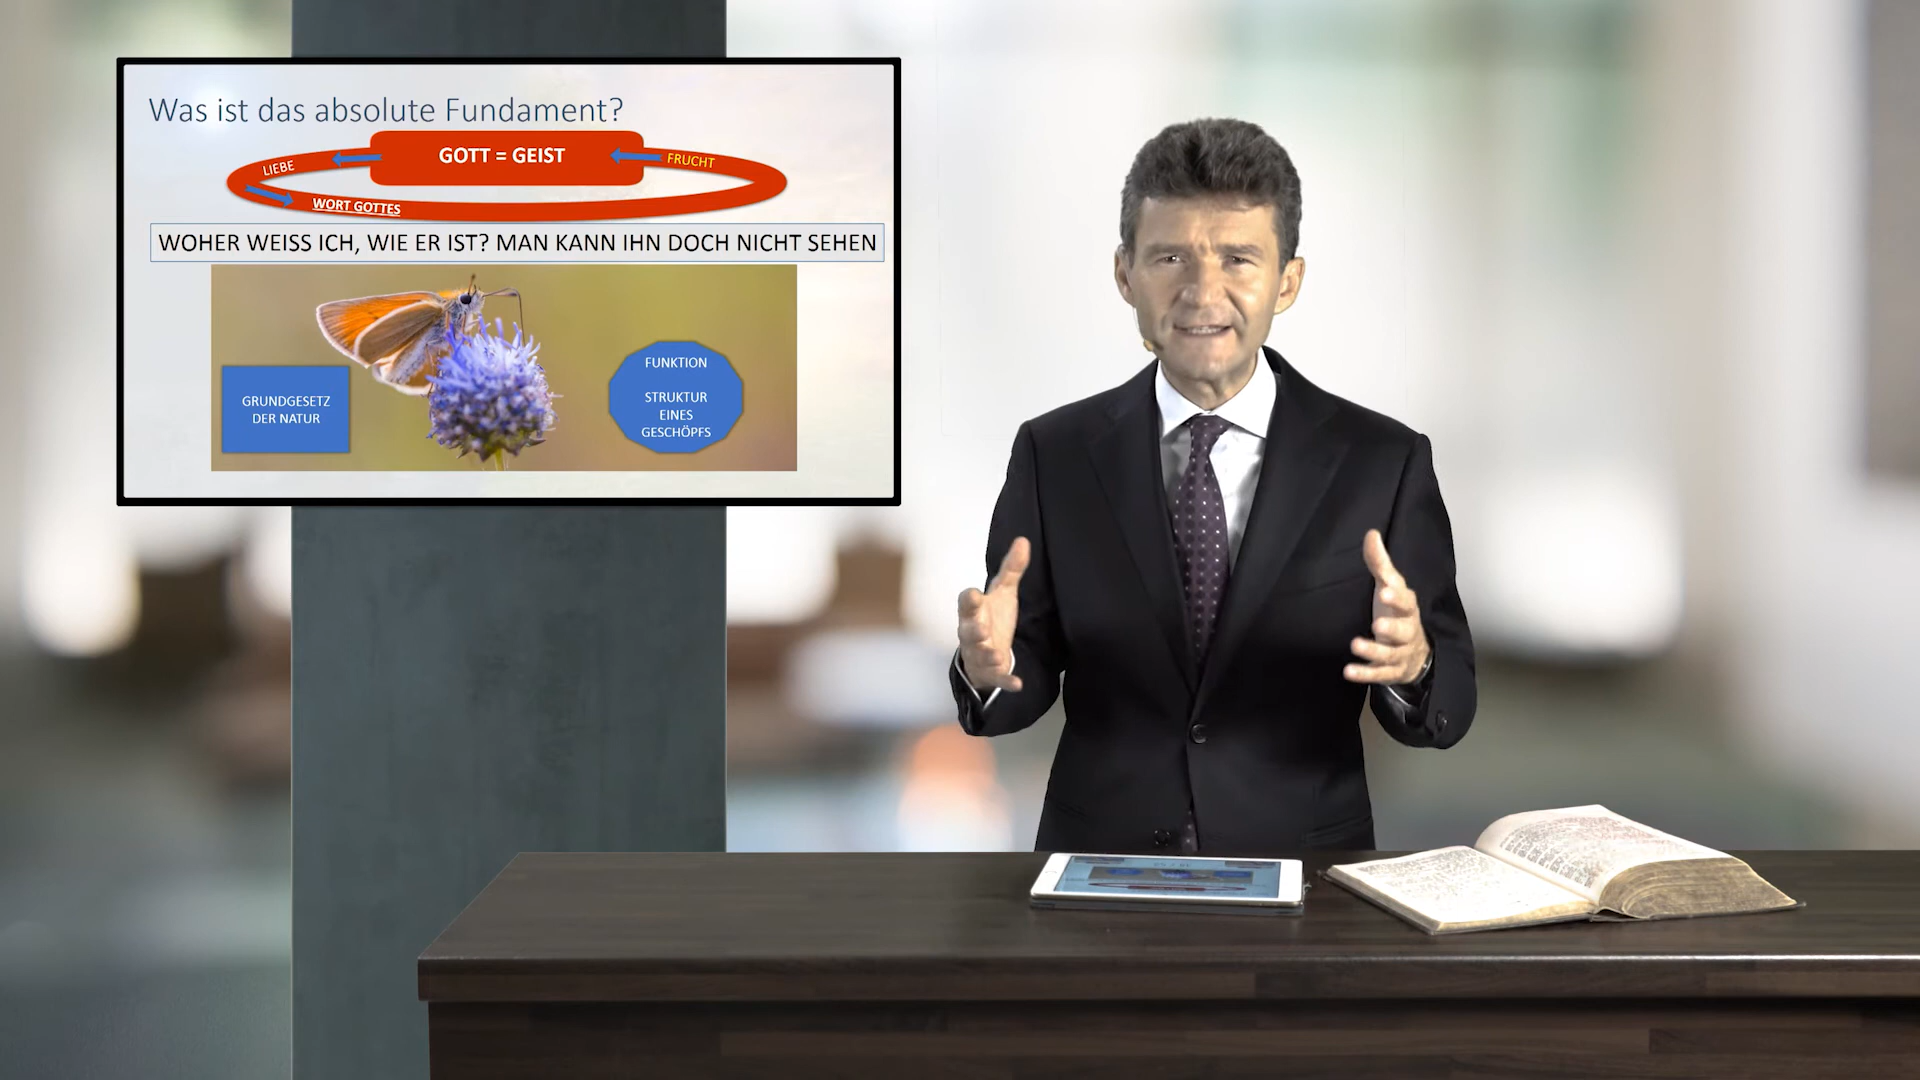 Was ist das absolute Fundament?
GOTT = GEIST
LIEBE
FRUCHT
WORT GOTTES
WOHER WEISS ICH, WIE ER IST? MAN KANN IHN DOCH NICHT SEHEN
GRUNDGESETZ
DER NATUR
FUNKTION
STRUKTUR
EINES
GESCHÖPFS